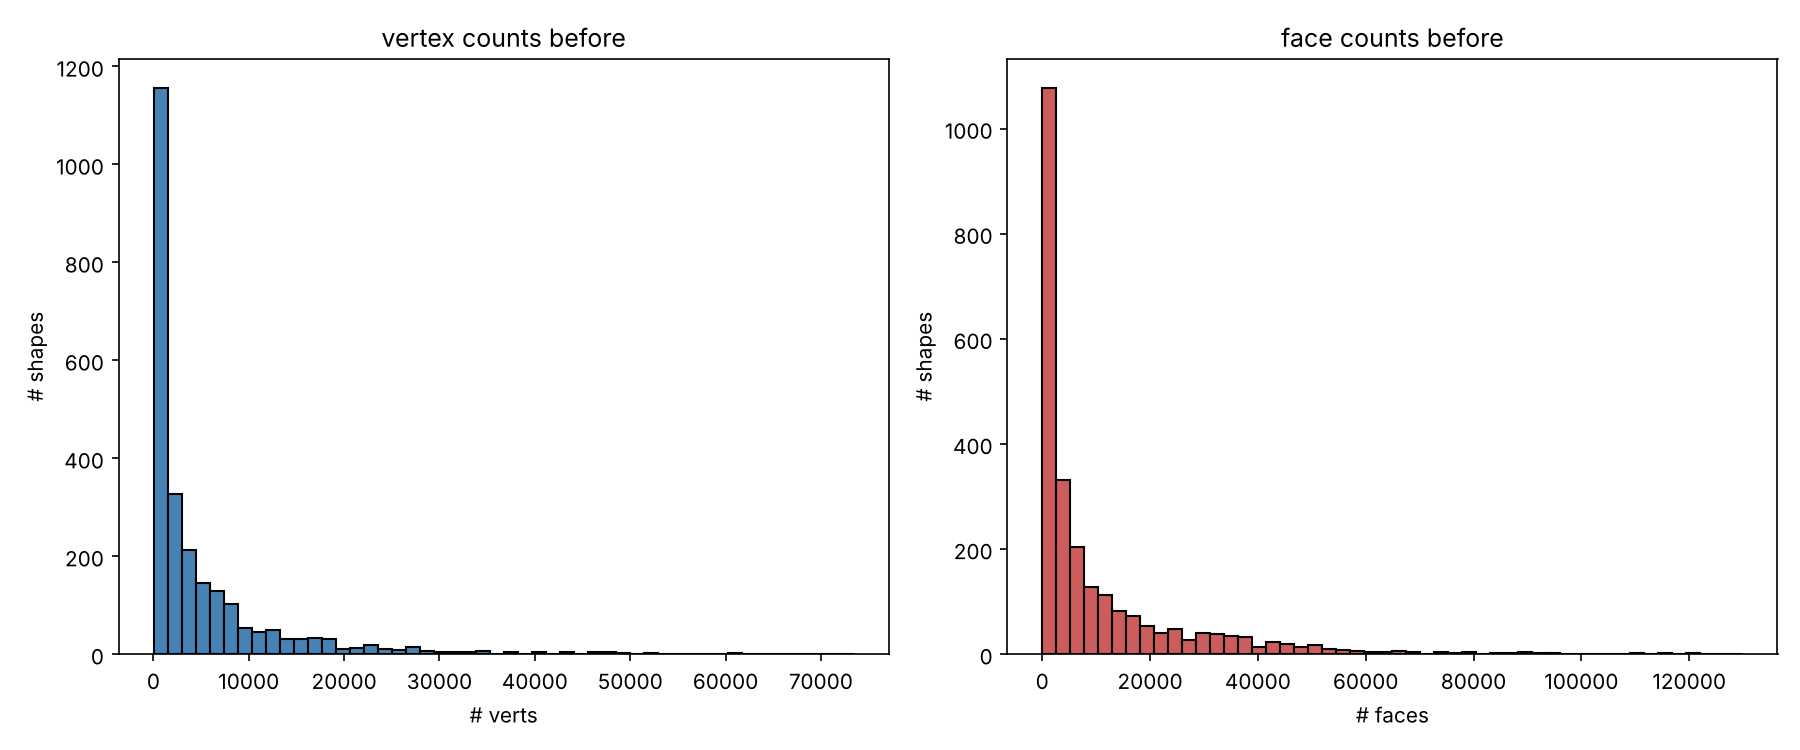 vertex counts before
1200
1000
800
600
400
200
0
# shapes
0 10000 20000 30000 40000 50000 60000 70000
# verts
face counts before
1000
800
600
400
200
0
# shapes
0 20000 40000 60000 80000 100000 120000
# faces